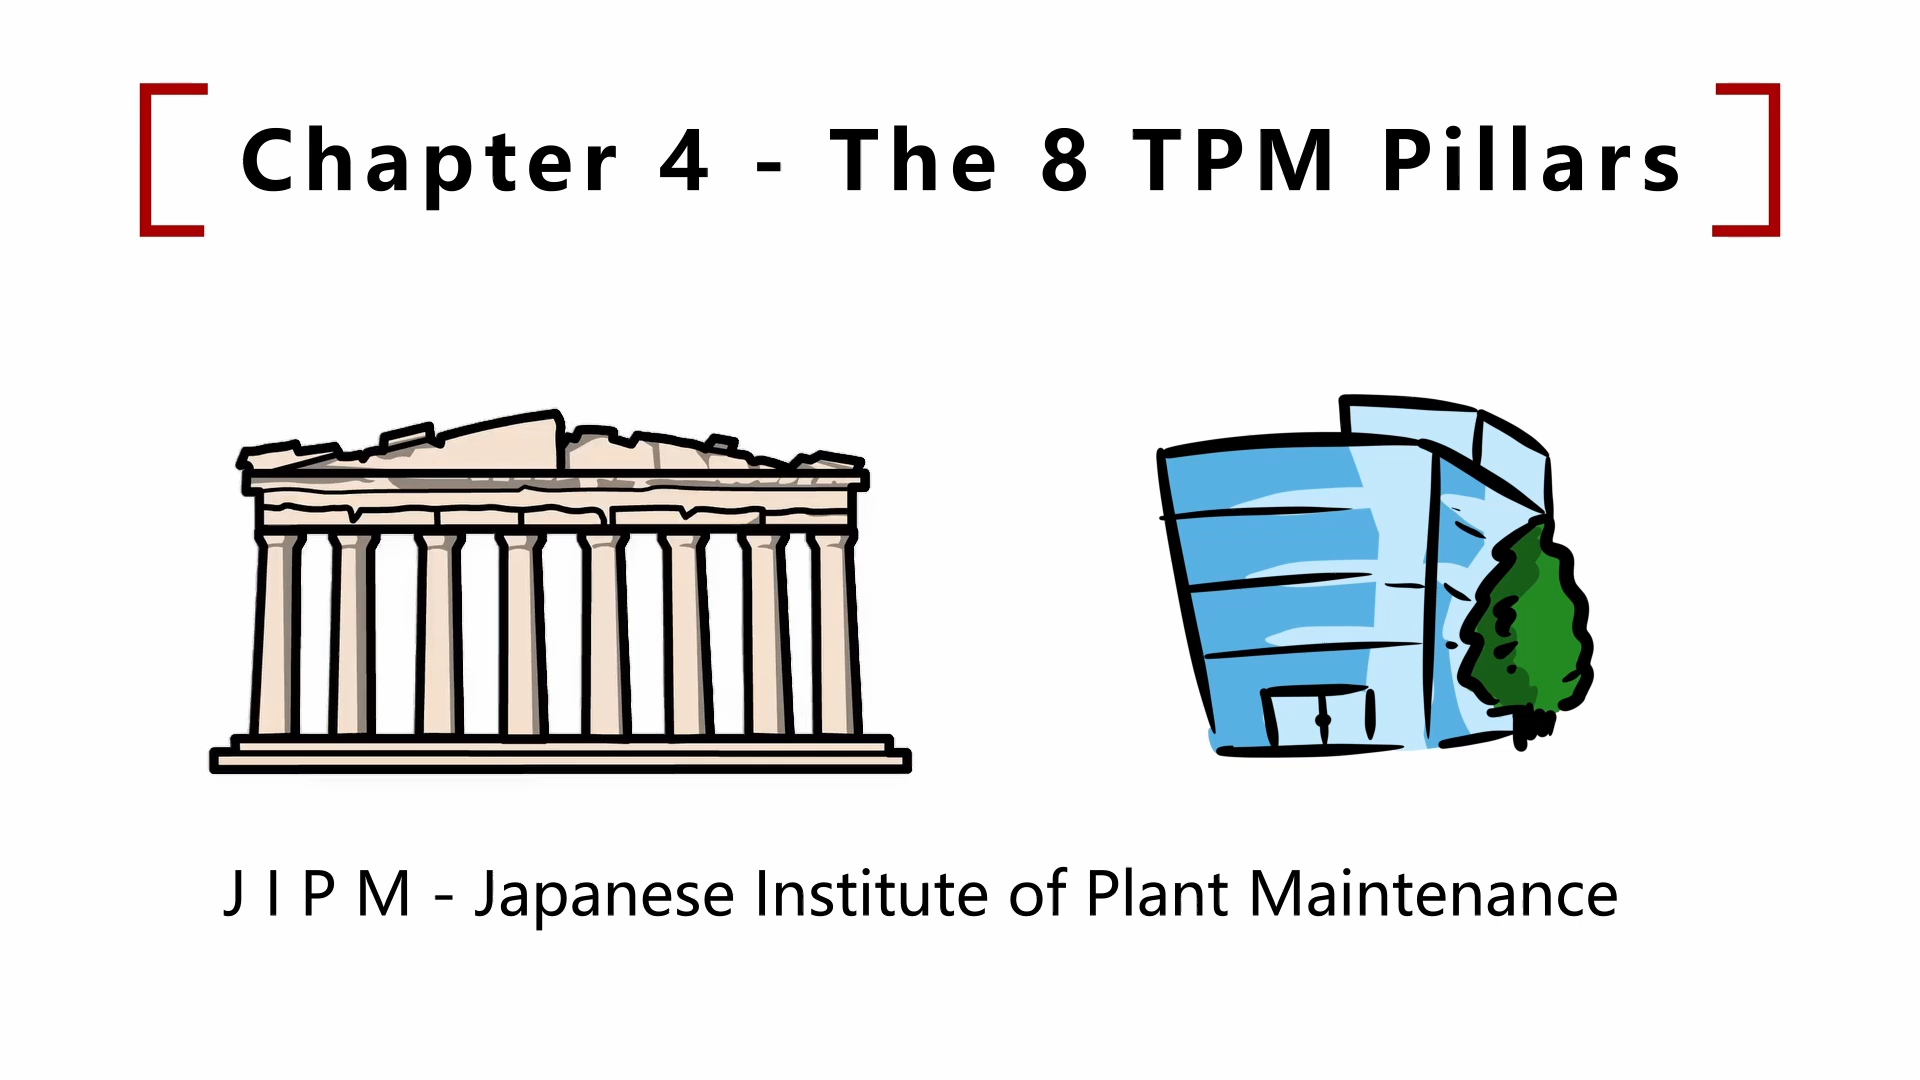 Chapter 4 - The 8 TPM Pillars
J I P M - Japanese Institute of Plant Maintenance